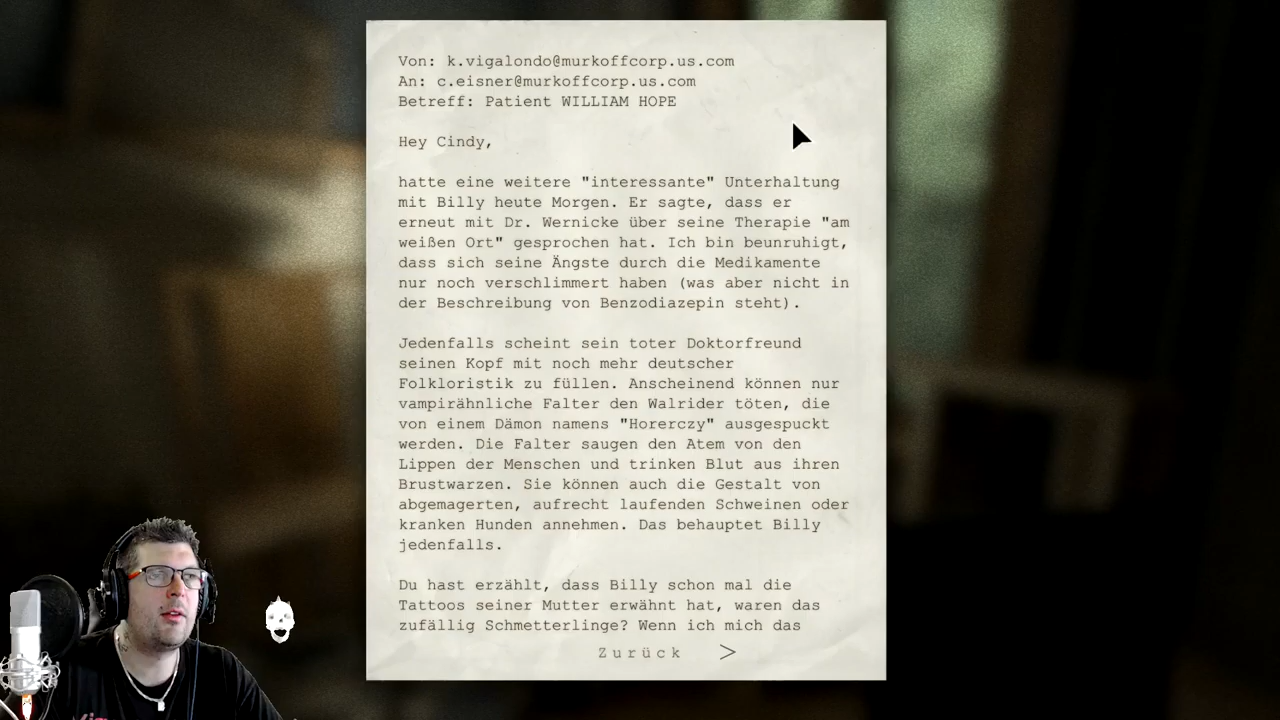 Von: k.vigalondo@murkoffcorp.us.com
An: c.eisner@murkoffcorp.us.com
Betreff: Patient WILLIAM HOPE
Hey Cindy,
hatte eine weitere "interessante" Unterhaltung
mit Billy heute Morgen. Er sagte, dass er
erneut mit Dr. Wernicke über seine Therapie "am
weißen Ort" gesprochen hat. Ich bin beunruhigt,
dass sich seine Ängste durch die Medikamente
nur noch verschlimmert haben (was aber nicht in
der Beschreibung von Benzodiazepin steht).
Jedenfalls scheint sein toter Doktorfreund
seinen Kopf mit noch mehr deutscher
Folkloristik zu füllen. Anscheinend können nur
vampirähnliche Falter den Walrider töten, die
von einem Dämon namens "Horerczy" ausgespuckt
werden. Die Falter saugen den Atem von den
Lippen der Menschen und trinken Blut aus ihren
Brustwarzen. Sie können auch die Gestalt von
abgemagerten, aufrecht laufenden Schweinen oder
kranken Hunden annehmen. Das behauptet Billy
jedenfalls.
Du hast erzählt, dass Billy schon mal die
Tattoos seiner Mutter erwähnt hat, waren das
zufällig Schmetterlinge? Wenn ich mich das
Zurück >